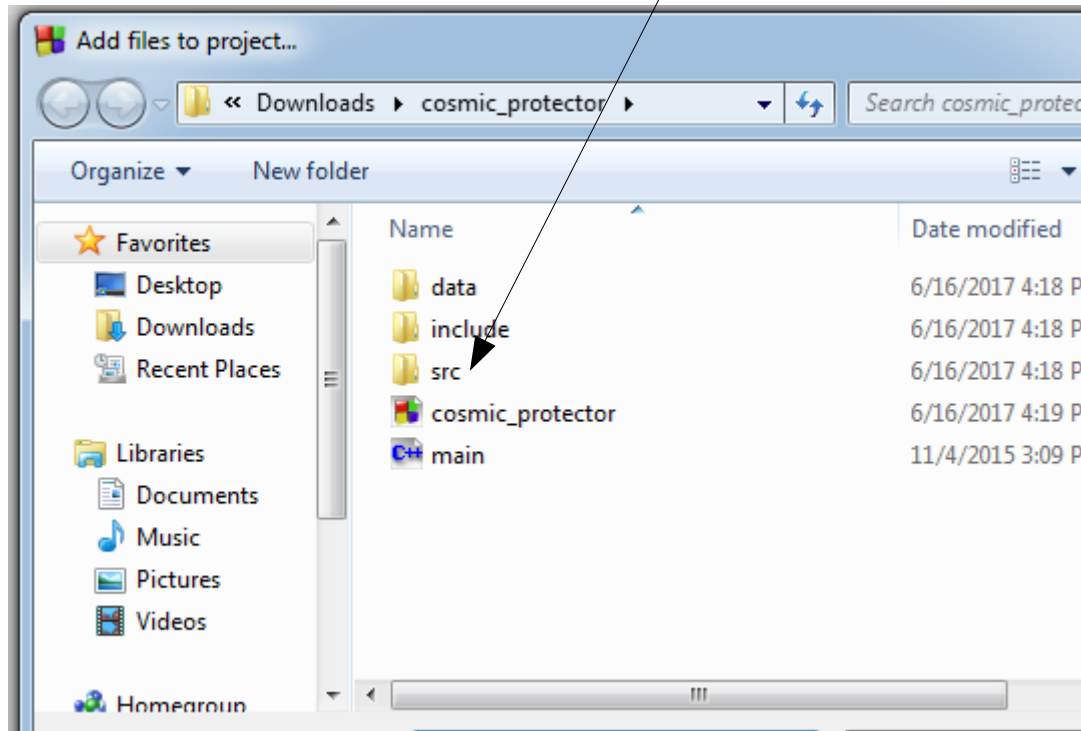 Add files to project...
« Downloads cosmic_protector Search cosmic_protec
Organize New folder
Name Date modified
Favorites
Desktop
Downloads
Recent Places
Libraries
Documents
Music
Pictures
Videos
Homegroup
data 6/16/2017 4:18 P
include 6/16/2017 4:18 P
src 6/16/2017 4:18 P
cosmic_protector 6/16/2017 4:19 P
C++ main 11/4/2015 3:09 P